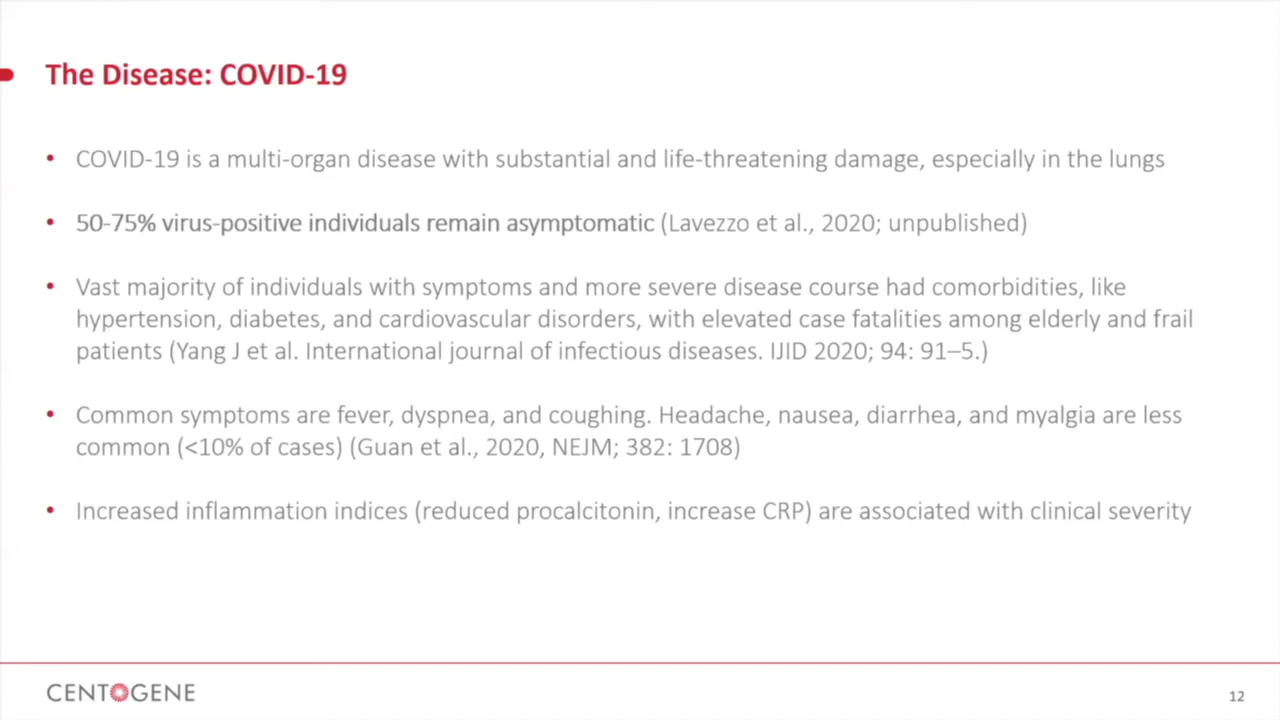 The Disease: COVID-19
• COVID-19 is a multi-organ disease with substantial and life-threatening damage, especially in the lungs
• 50-75% virus-positive individuals remain asymptomatic (Lavezzo et al., 2020; unpublished)
• Vast majority of individuals with symptoms and more severe disease course had comorbidities, like
hypertension, diabetes, and cardiovascular disorders, with elevated case fatalities among elderly and frail
patients (Yang J et al. International journal of infectious diseases. IJID 2020; 94: 91–5.)
• Common symptoms are fever, dyspnea, and coughing. Headache, nausea, diarrhea, and myalgia are less
common (<10% of cases) (Guan et al., 2020, NEJM; 382: 1708)
• Increased inflammation indices (reduced procalcitonin, increase CRP) are associated with clinical severity
CENTOGENE
12